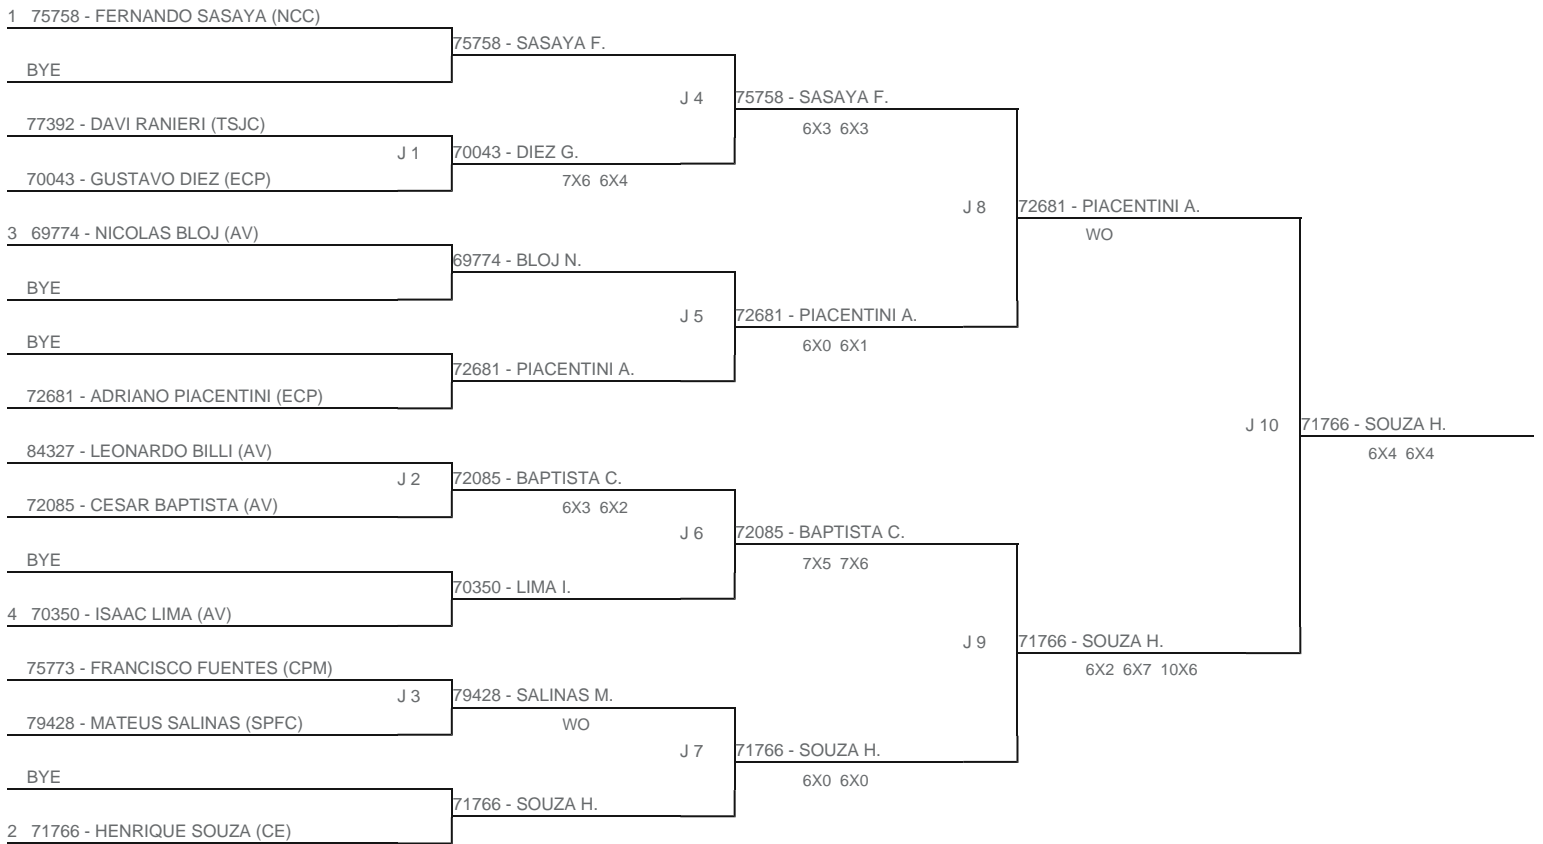 1 75758 - FERNANDO SASAYA (NCC)
75758 - SASAYA F.
BYE
J 4
75758 - SASAYA F.
6X3 6X3
77392 - DAVI RANIERI (TSJC)
J 1
70043 - DIEZ G.
7X6 6X4
70043 - GUSTAVO DIEZ (ECP)
J 8
72681 - PIACENTINI A.
WO
3 69774 - NICOLAS BLOJ (AV)
69774 - BLOJ N.
BYE
J 5
72681 - PIACENTINI A.
6X0 6X1
BYE
72681 - PIACENTINI A.
72681 - ADRIANO PIACENTINI (ECP)
J 10
71766 - SOUZA H.
6X4 6X4
84327 - LEONARDO BILLI (AV)
J 2
72085 - BAPTISTA C.
6X3 6X2
72085 - CESAR BAPTISTA (AV)
J 6
72085 - BAPTISTA C.
7X5 7X6
BYE
70350 - LIMA I.
4 70350 - ISAAC LIMA (AV)
J 9
71766 - SOUZA H.
6X2 6X7 10X6
75773 - FRANCISCO FUENTES (CPM)
J 3
79428 - SALINAS M.
WO
79428 - MATEUS SALINAS (SPFC)
J 7
71766 - SOUZA H.
6X0 6X0
BYE
71766 - SOUZA H.
2 71766 - HENRIQUE SOUZA (CE)